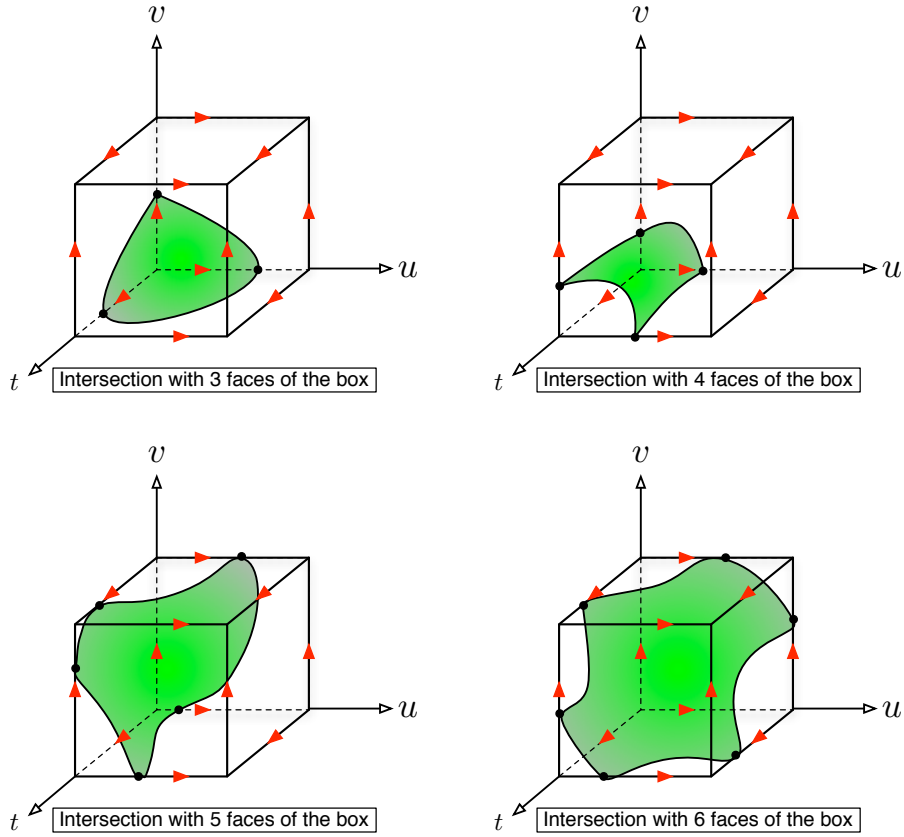 v
v
u
u
t
t
Intersection with 3 faces of the box
Intersection with 4 faces of the box
v
v
u
u
t
t
Intersection with 5 faces of the box
Intersection with 6 faces of the box